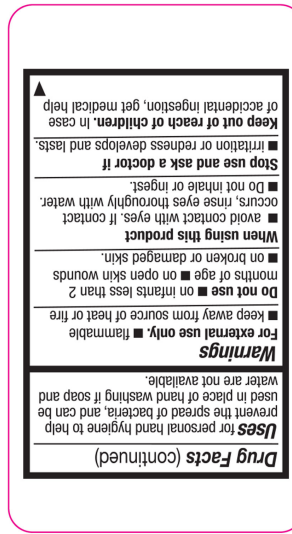 Drug Facts (continued)
Uses for personal hand hygiene to help
prevent the spread of bacteria, and can be
used in place of hand washing if soap and
water are not available.
Warnings
For external use only. ■ flammable
■ keep away from source of heat or fire
Do not use ■ on infants less than 2
months of age ■ on open skin wounds
■ on broken or damaged skin.
When using this product
■ avoid contact with eyes. If contact
occurs, rinse eyes thoroughly with water.
■ Do not inhale or ingest.
Stop use and ask a doctor if
■ irritation or redness develops and lasts.
Keep out of reach of children. In case
of accidental ingestion, get medical help